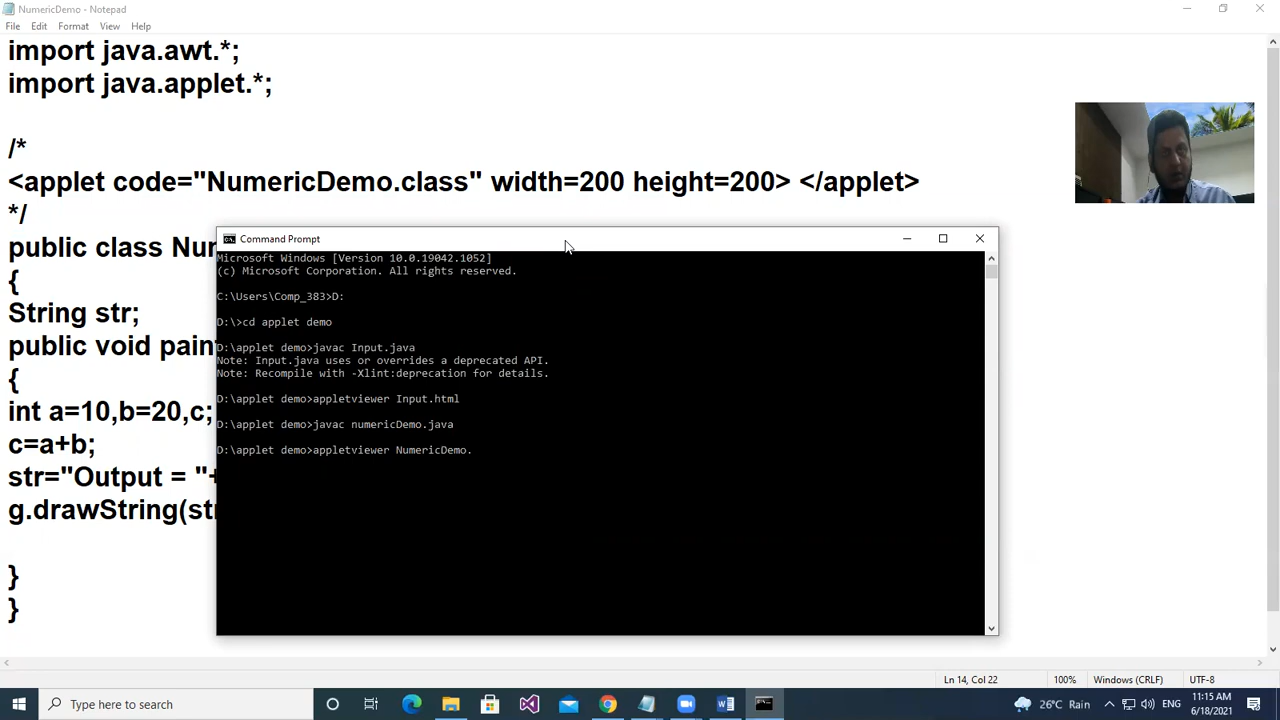 NumericDemo - Notepad
File Edit Format View Help
import java.awt.*;
import java.applet.*;
/*
<applet code="NumericDemo.class" width=200 height=200> </applet>
*/
public class Nu
{
String str;
public void pain
{
int a=10,b=20,c;
c=a+b;
str="Output = "+
g.drawString(st
}
}
Command Prompt
Microsoft Windows [Version 10.0.19042.1052]
(c) Microsoft Corporation. All rights reserved.
C:\Users\Comp_383>D:
D:\>cd applet demo
D:\applet demo>javac Input.java
Note: Input.java uses or overrides a deprecated API.
Note: Recompile with -Xlint:deprecation for details.
D:\applet demo>appletviewer Input.html
D:\applet demo>javac numericDemo.java
D:\applet demo>appletviewer NumericDemo.
Ln 14, Col 22 100% Windows (CRLF) UTF-8
Type here to search
26°C Rain ENG 11:15 AM
6/18/2021